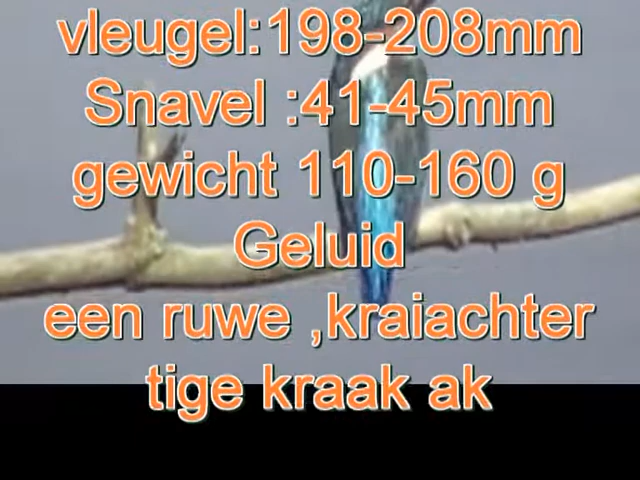 vleugel:198-208mm
Snavel :41-45mm
gewicht 110-160 g
Geluid
een ruwe ,kraiachter
tige kraak ak